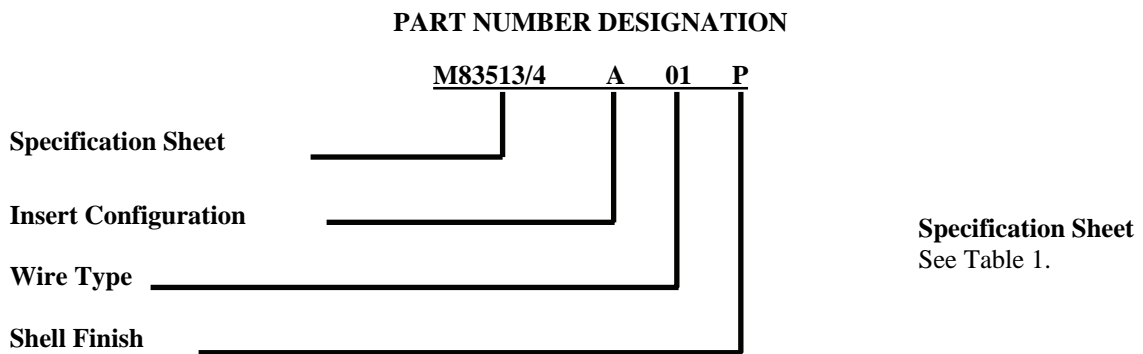 PART NUMBER DESIGNATION
M83513/4 A 01 P
Specification Sheet
Insert Configuration
Wire Type
Shell Finish
Specification Sheet
See Table 1.